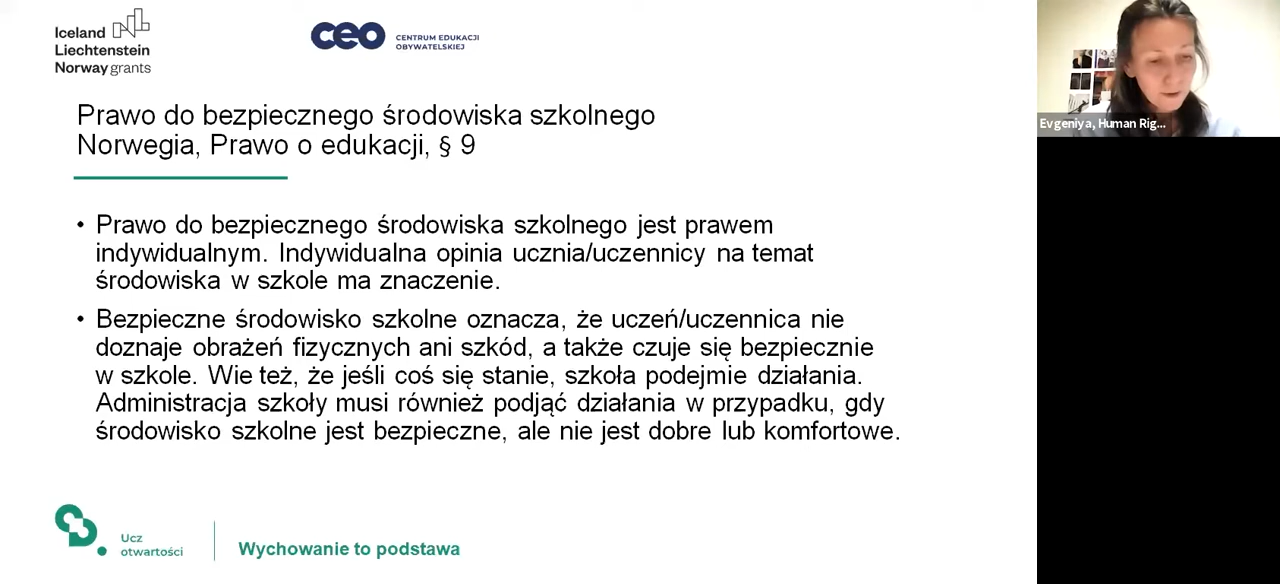 Iceland
Liechtenstein
Norway grants
ceo
CENTRUM EDUKACJI
OBYWATELSKIEJ
Evgeniya, Human Rig...
Prawo do bezpiecznego środowiska szkolnego
Norwegia, Prawo o edukacji, § 9
• Prawo do bezpiecznego środowiska szkolnego jest prawem
indywidualnym. Indywidualna opinia ucznia/uczennicy na temat
środowiska w szkole ma znaczenie.
• Bezpieczne środowisko szkolne oznacza, że uczeń/uczennica nie
doznaje obrażeń fizycznych ani szkód, a także czuje się bezpiecznie
w szkole. Wie też, że jeśli coś się stanie, szkoła podejmie działania.
Administracja szkoły musi również podjąć działania w przypadku, gdy
środowisko szkolne jest bezpieczne, ale nie jest dobre lub komfortowe.
Ucz
otwartości
Wychowanie to podstawa